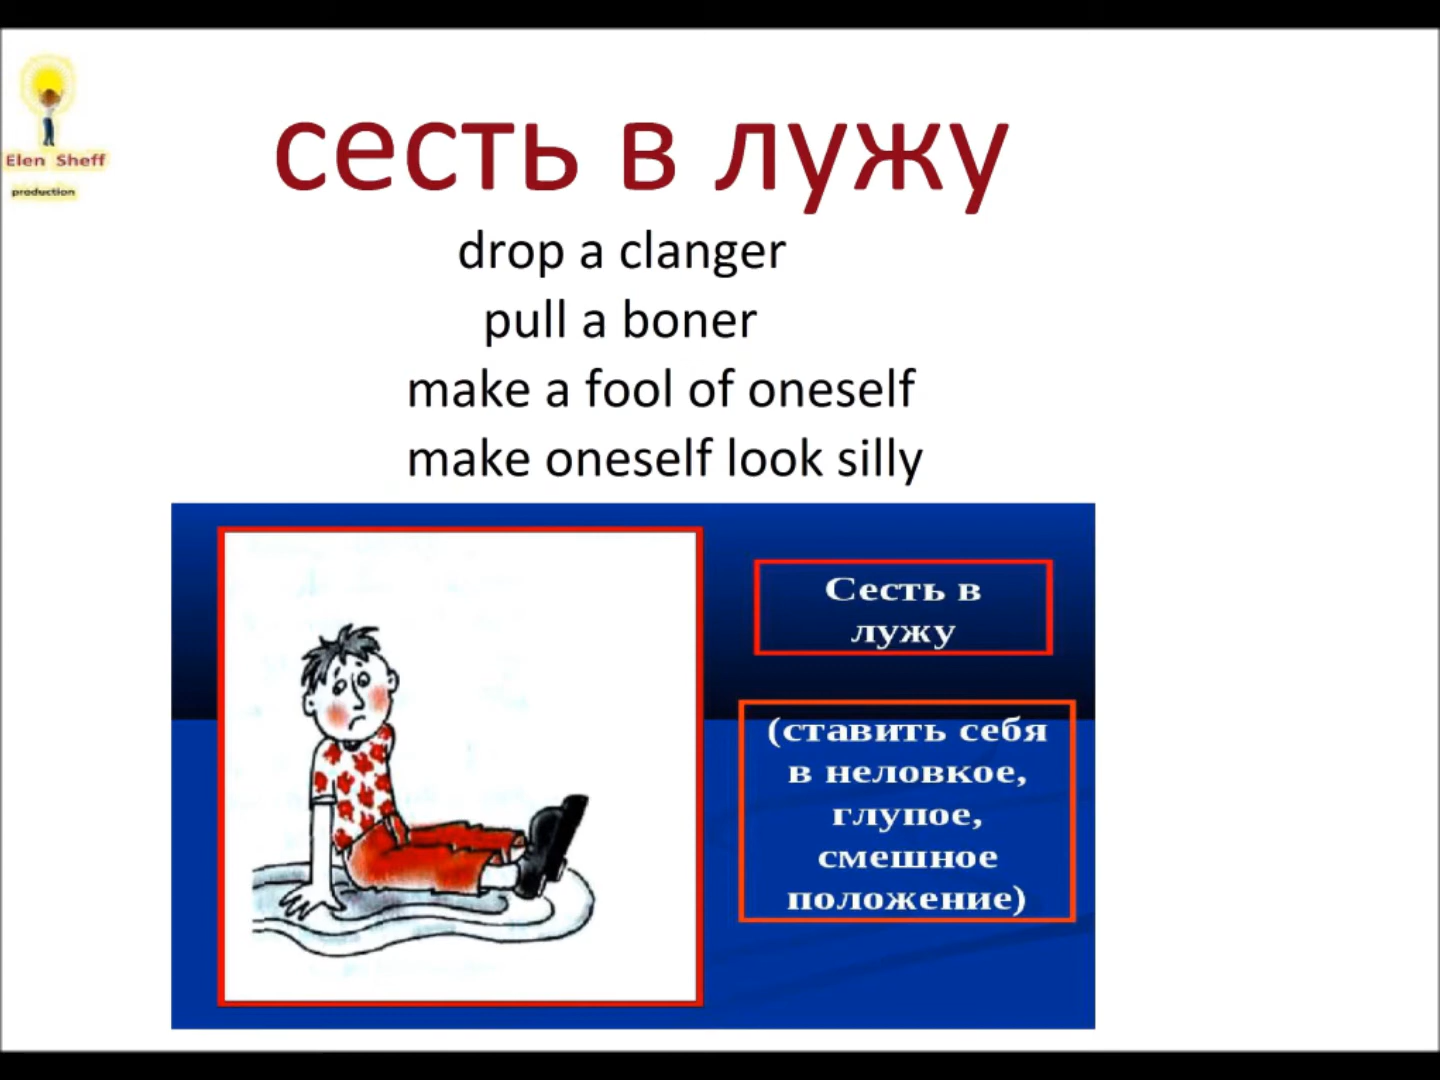 Elen Sheff
production
сесть в лужу
drop a clanger
pull a boner
make a fool of oneself
make oneself look silly
Сесть в
лужу
(ставить себя
в неловкое,
глупое,
смешное
положение)